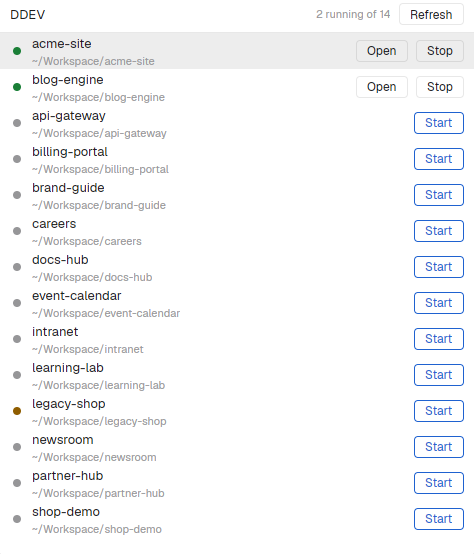 DDEV
2 running of 14
Refresh
acme-site
~/Workspace/acme-site
Open
Stop
blog-engine
~/Workspace/blog-engine
Open
Stop
api-gateway
~/Workspace/api-gateway
Start
billing-portal
~/Workspace/billing-portal
Start
brand-guide
~/Workspace/brand-guide
Start
careers
~/Workspace/careers
Start
docs-hub
~/Workspace/docs-hub
Start
event-calendar
~/Workspace/event-calendar
Start
intranet
~/Workspace/intranet
Start
learning-lab
~/Workspace/learning-lab
Start
legacy-shop
~/Workspace/legacy-shop
Start
newsroom
~/Workspace/newsroom
Start
partner-hub
~/Workspace/partner-hub
Start
shop-demo
~/Workspace/shop-demo
Start